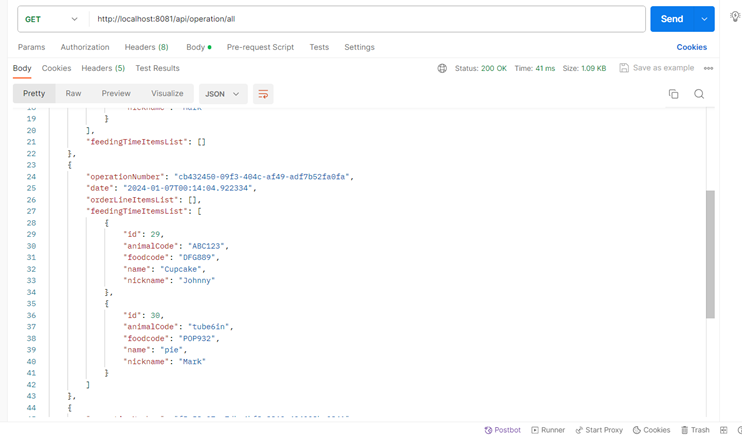 GET http://localhost:8081/api/operation/all Send
Params Authorization Headers (8) Body Pre-request Script Tests Settings Cookies
Body Cookies Headers (5) Test Results Status: 200 OK Time: 41 ms Size: 1.09 KB Save as example
Pretty Raw Preview Visualize JSON
19 }
20 ],
21 "feedingTimeItemsList": []
22 },
23 {
24 "operationNumber": "cb432450-09f3-404c-af49-adf7b52fa0fa",
25 "date": "2024-01-07T00:14:04.922334",
26 "orderLineItemsList": [],
27 "feedingTimeItemsList": [
28 {
29 "id": 29,
30 "animalCode": "ABC123",
31 "foodcode": "DFG889",
32 "name": "Cupcake",
33 "nickname": "Johnny"
34 },
35 {
36 "id": 30,
37 "animalCode": "tube6in",
38 "foodcode": "POP932",
39 "name": "pie",
40 "nickname": "Mark"
41 }
42 ]
43 },
44 {
Postbot Runner Start Proxy Cookies Trash